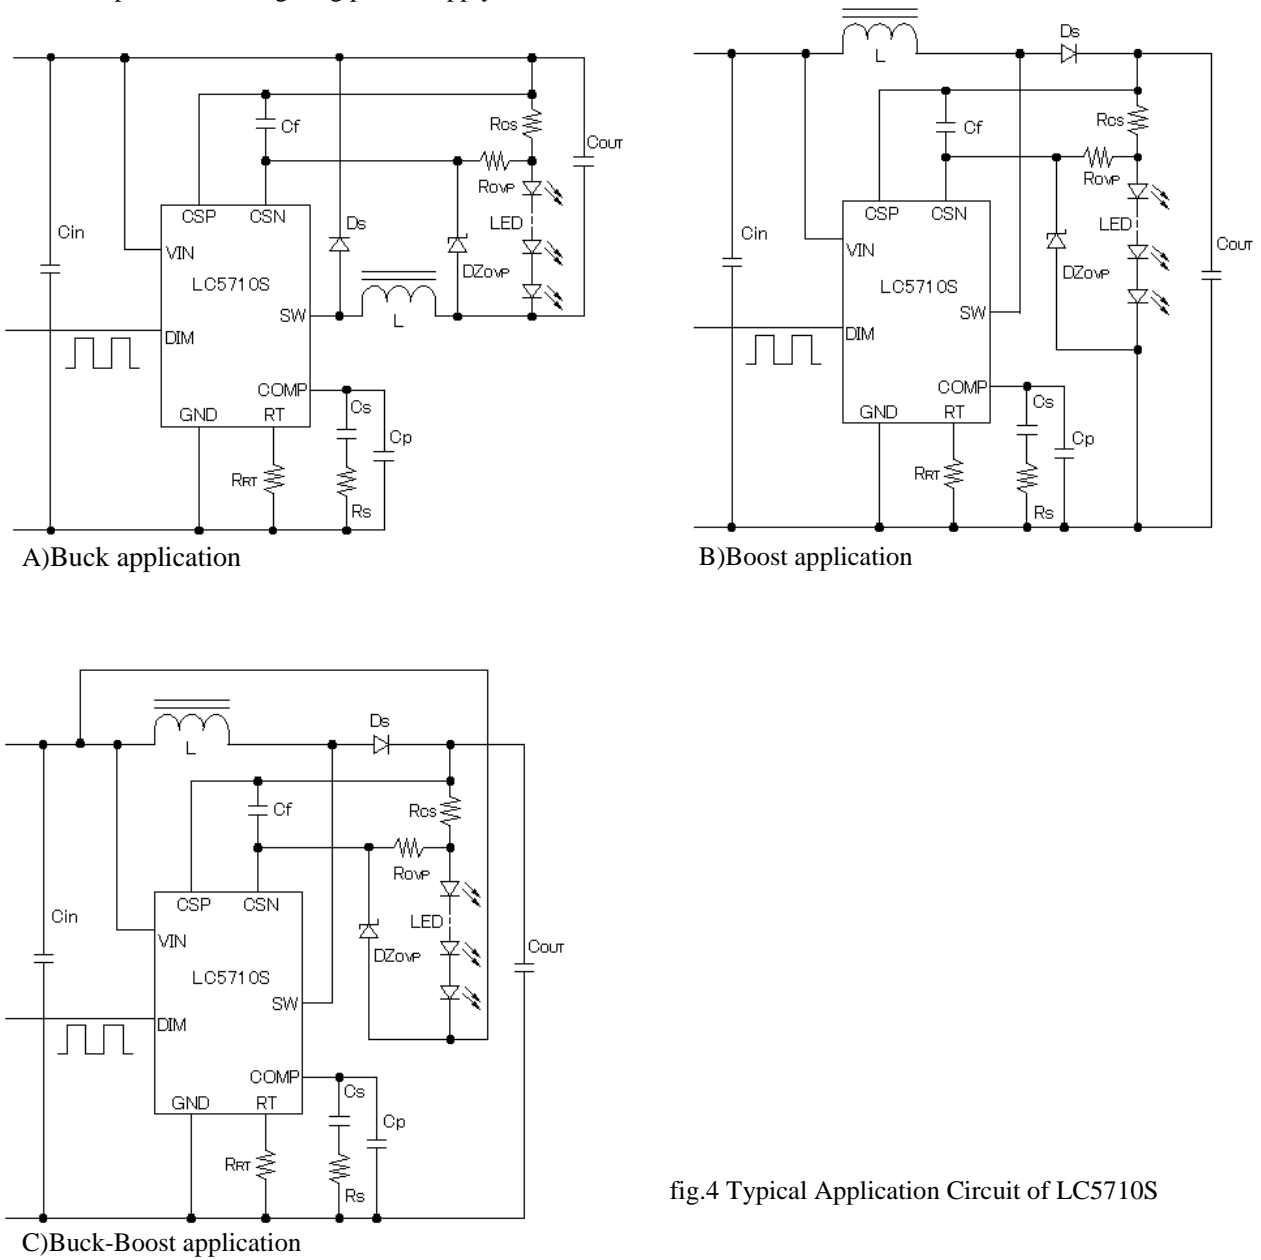 Cf
Rcs
COUT
ROVP
CSP
CSN
Cin
Ds
LED
VIN
DZOVP
LC5710S
SW
L
DIM
COMP
GND
RT
Cs
Cp
RRT
Rs
A)Buck application
Ds
L
Cf
Rcs
ROVP
CSP
CSN
LED
Cin
VIN
DZOVP
COUT
LC5710S
SW
DIM
COMP
GND
RT
Cs
Cp
RRT
Rs
B)Boost application
Ds
L
Cf
Rcs
ROVP
CSP
CSN
Cin
LED
VIN
DZOVP
COUT
LC5710S
SW
DIM
COMP
GND
RT
Cs
Cp
RRT
Rs
C)Buck-Boost application
fig.4 Typical Application Circuit of LC5710S